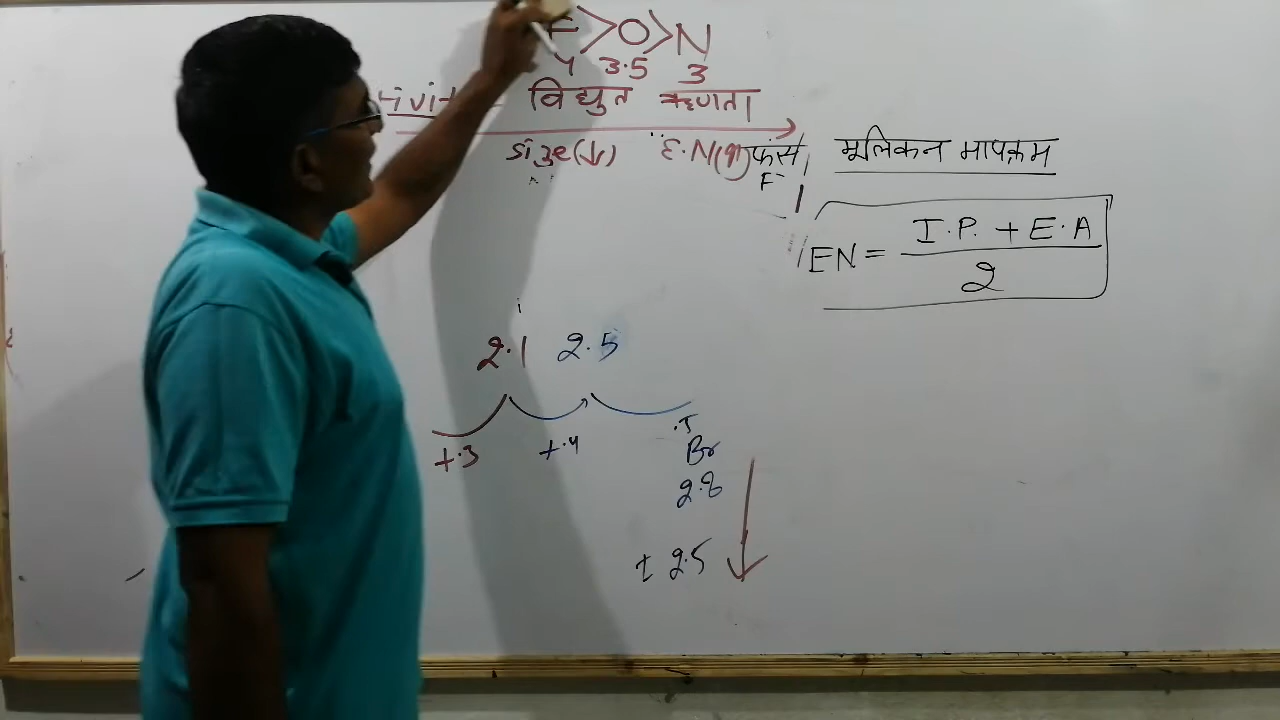 F > O > N
4 3.5 3
-ivit- विद्युत ऋणता
size(↓) E.N(↑) फंसे
F
मूलिकन मापक्रम
EN = I.P. + E.A / 2
2.1 2.5
+.3 +.4
Br
2.8
I 2.5